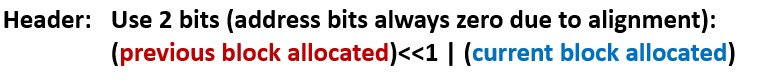 Header: Use 2 bits (address bits always zero due to alignment):
(previous block allocated)<<1 | (current block allocated)